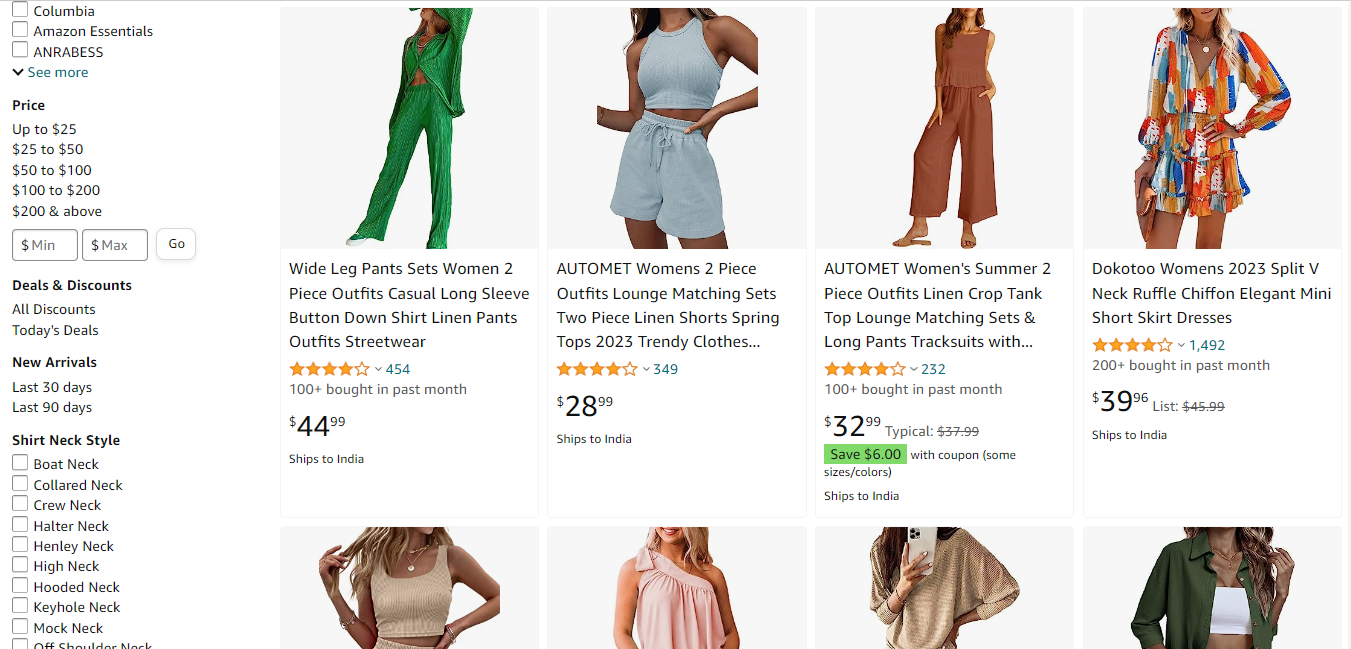 Columbia
Amazon Essentials
ANRABESS
See more
Price
Up to $25
$25 to $50
$50 to $100
$100 to $200
$200 & above
$ Min
$ Max
Go
Deals & Discounts
All Discounts
Today's Deals
New Arrivals
Last 30 days
Last 90 days
Shirt Neck Style
Boat Neck
Collared Neck
Crew Neck
Halter Neck
Henley Neck
High Neck
Hooded Neck
Keyhole Neck
Mock Neck
Off Shoulder Neck
Wide Leg Pants Sets Women 2
Piece Outfits Casual Long Sleeve
Button Down Shirt Linen Pants
Outfits Streetwear
454
100+ bought in past month
$4499
Ships to India
AUTOMET Womens 2 Piece
Outfits Lounge Matching Sets
Two Piece Linen Shorts Spring
Tops 2023 Trendy Clothes...
349
$2899
Ships to India
AUTOMET Women's Summer 2
Piece Outfits Linen Crop Tank
Top Lounge Matching Sets &
Long Pants Tracksuits with...
232
100+ bought in past month
$3299 Typical: $37.99
Save $6.00 with coupon (some
sizes/colors)
Ships to India
Dokotoo Womens 2023 Split V
Neck Ruffle Chiffon Elegant Mini
Short Skirt Dresses
1,492
200+ bought in past month
$3996 List: $45.99
Ships to India